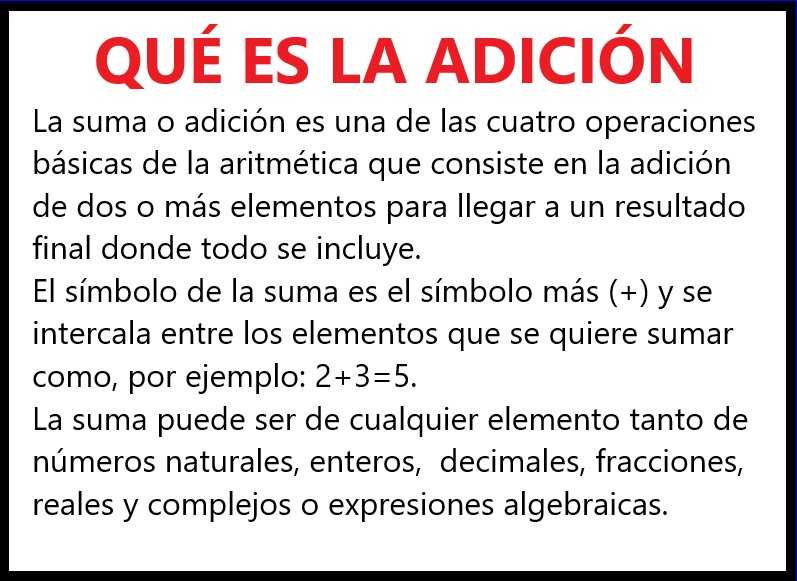 QUÉ ES LA ADICIÓN
La suma o adición es una de las cuatro operaciones
básicas de la aritmética que consiste en la adición
de dos o más elementos para llegar a un resultado
final donde todo se incluye.
El símbolo de la suma es el símbolo más (+) y se
intercala entre los elementos que se quiere sumar
como, por ejemplo: 2+3=5.
La suma puede ser de cualquier elemento tanto de
números naturales, enteros,  decimales, fracciones,
reales y complejos o expresiones algebraicas.